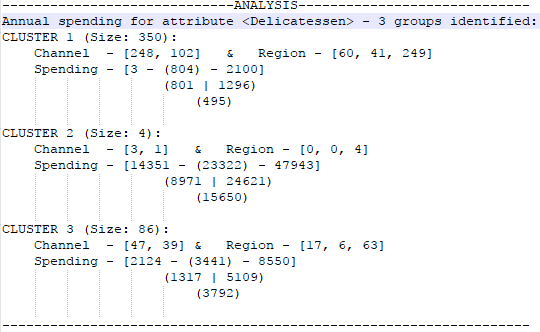 -----------------------------ANALYSIS-----------------------------
Annual spending for attribute <Delicatessen> - 3 groups identified:
CLUSTER 1 (Size: 350):
    Channel  - [248, 102]   &   Region - [60, 41, 249]
    Spending - [3 - (804) - 2100]
                    (801 | 1296)
                        (495)
CLUSTER 2 (Size: 4):
    Channel  - [3, 1]   &   Region - [0, 0, 4]
    Spending - [14351 - (23322) - 47943]
                    (8971 | 24621)
                        (15650)
CLUSTER 3 (Size: 86):
    Channel  - [47, 39] &   Region - [17, 6, 63]
    Spending - [2124 - (3441) - 8550]
                    (1317 | 5109)
                        (3792)
------------------------------------------------------------------